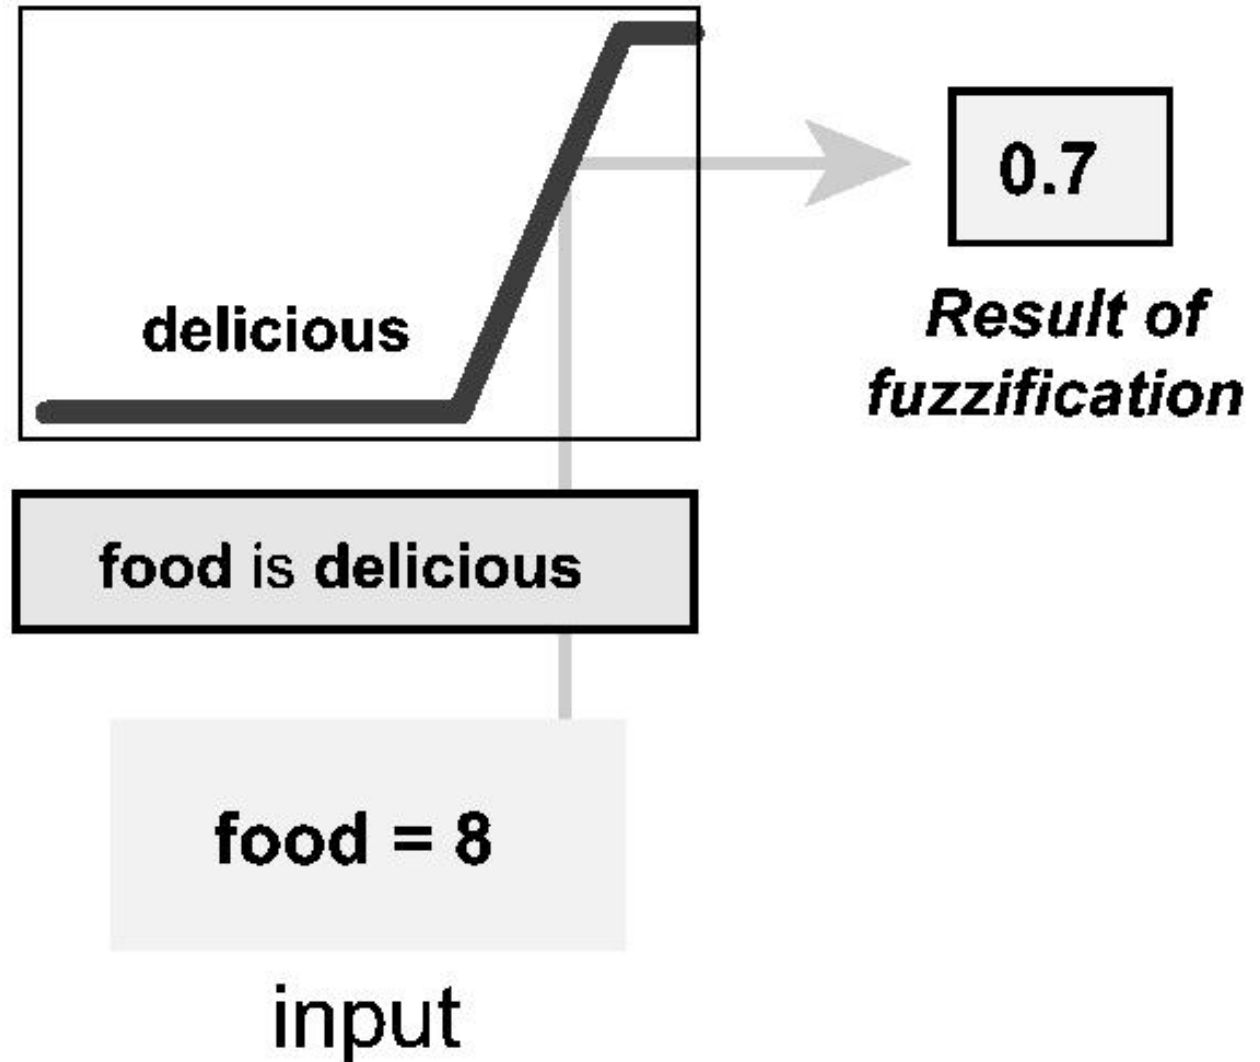 delicious
0.7
Result of
fuzzification
food is delicious
food = 8
input